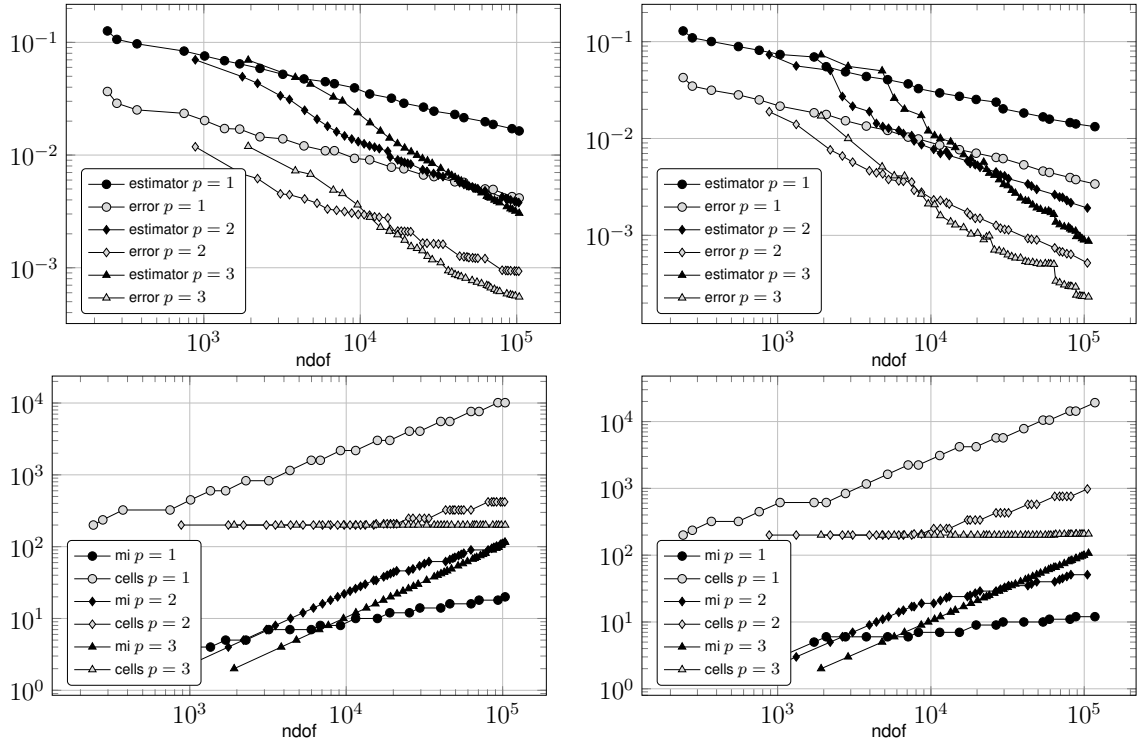 10^{-1}
10^{-2}
10^{-3}
estimator p = 1
error p = 1
estimator p = 2
error p = 2
estimator p = 3
error p = 3
10^3
10^4
10^5
ndof
10^{-1}
10^{-2}
10^{-3}
estimator p = 1
error p = 1
estimator p = 2
error p = 2
estimator p = 3
error p = 3
10^3
10^4
10^5
ndof
10^4
10^3
10^2
10^1
10^0
mi p = 1
cells p = 1
mi p = 2
cells p = 2
mi p = 3
cells p = 3
10^3
10^4
10^5
ndof
10^4
10^3
10^2
10^1
10^0
mi p = 1
cells p = 1
mi p = 2
cells p = 2
mi p = 3
cells p = 3
10^3
10^4
10^5
ndof